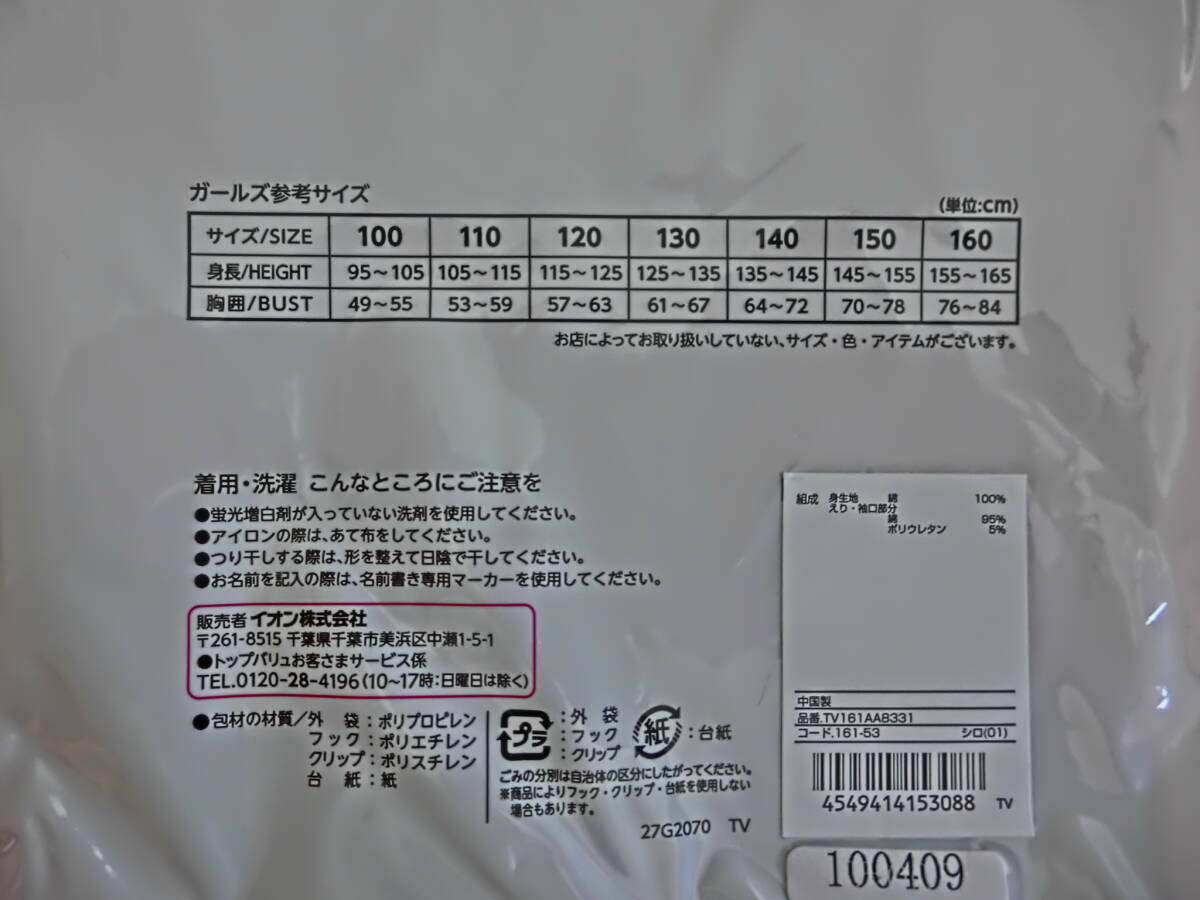 ガールズ参考サイズ
(単位:cm)
サイズ/SIZE 100 110 120 130 140 150 160
身長/HEIGHT 95～105 105～115 115～125 125～135 135～145 145～155 155～165
胸囲/BUST 49～55 53～59 57～63 61～67 64～72 70～78 76～84
お店によってお取り扱いしていない、サイズ・色・アイテムがございます。
着用・洗濯 こんなところにご注意を
●蛍光増白剤が入っていない洗剤を使用してください。
●アイロンの際は、あて布をしてください。
●つり干しする際は、形を整えて日陰で干してください。
●お名前を記入の際は、名前書き専用マーカーを使用してください。
販売者 イオン株式会社
〒261-8515 千葉県千葉市美浜区中瀬1-5-1
●トップバリュお客さまサービス係
TEL.0120-28-4196(10～17時:日曜日は除く)
●包材の材質/外 袋:ポリプロピレン
フック:ポリエチレン
クリップ:ポリスチレン
台 紙:紙
プラ
:外 袋
:フック
:クリップ
紙
:台紙
ごみの分別は自治体の区分にしたがってください。
※商品によりフック・クリップ・台紙を使用しない
場合もあります。
27G2070 TV
組成 身生地 綿 100%
えり・袖口部分
綿 95%
ポリウレタン 5%
中国製
品番.TV161AA8331
コード.161-53 シロ(01)
4549414153088 TV
100409